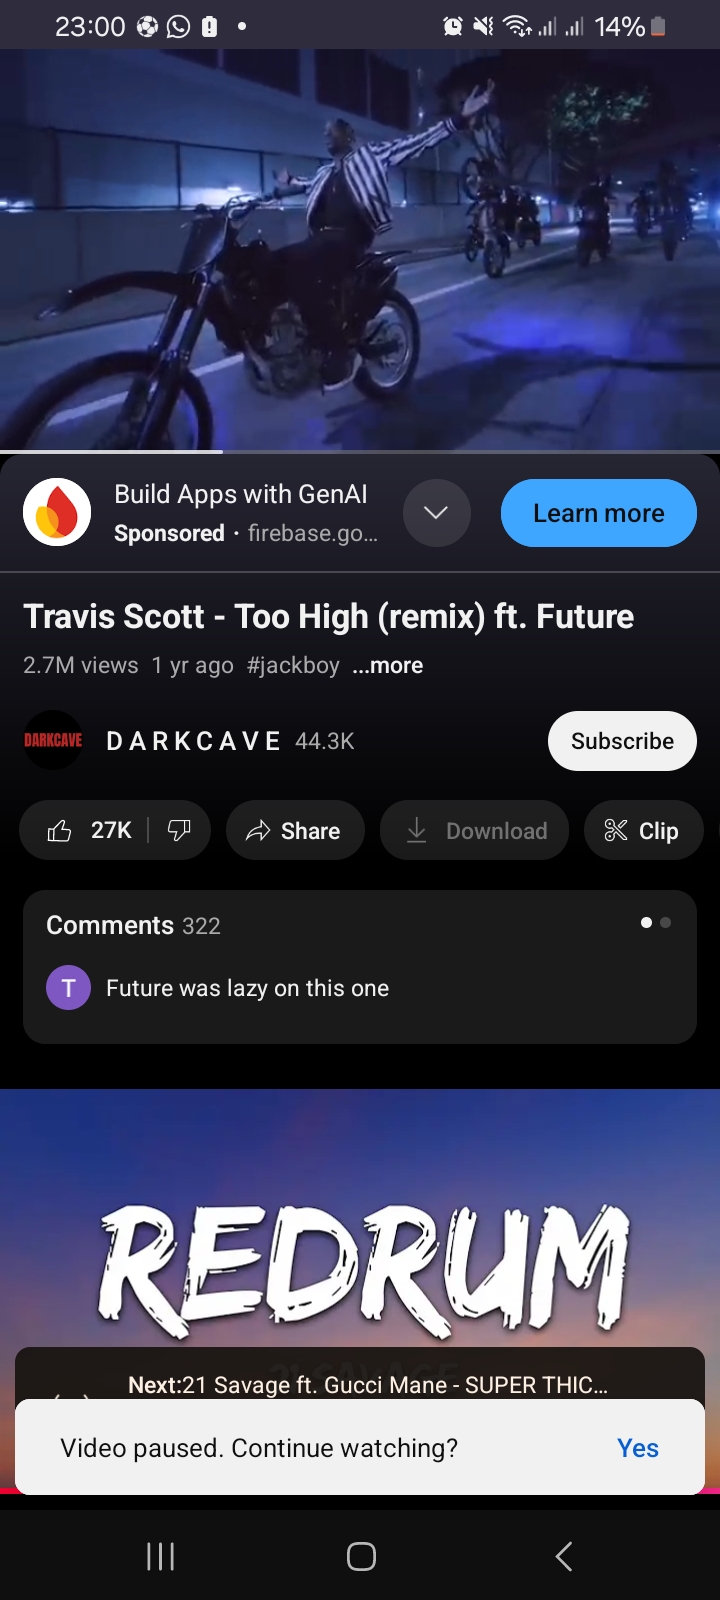 23:00
14%
Build Apps with GenAI
Sponsored · firebase.go...
Learn more
Travis Scott - Too High (remix) ft. Future
2.7M views 1 yr ago #jackboy ...more
DARKCAVE
DARKCAVE 44.3K
Subscribe
27K
Share
Download
Clip
Comments 322
T
Future was lazy on this one
REDRUM
21 SAVAGE
Next:21 Savage ft. Gucci Mane - SUPER THIC...
Video paused. Continue watching?
Yes